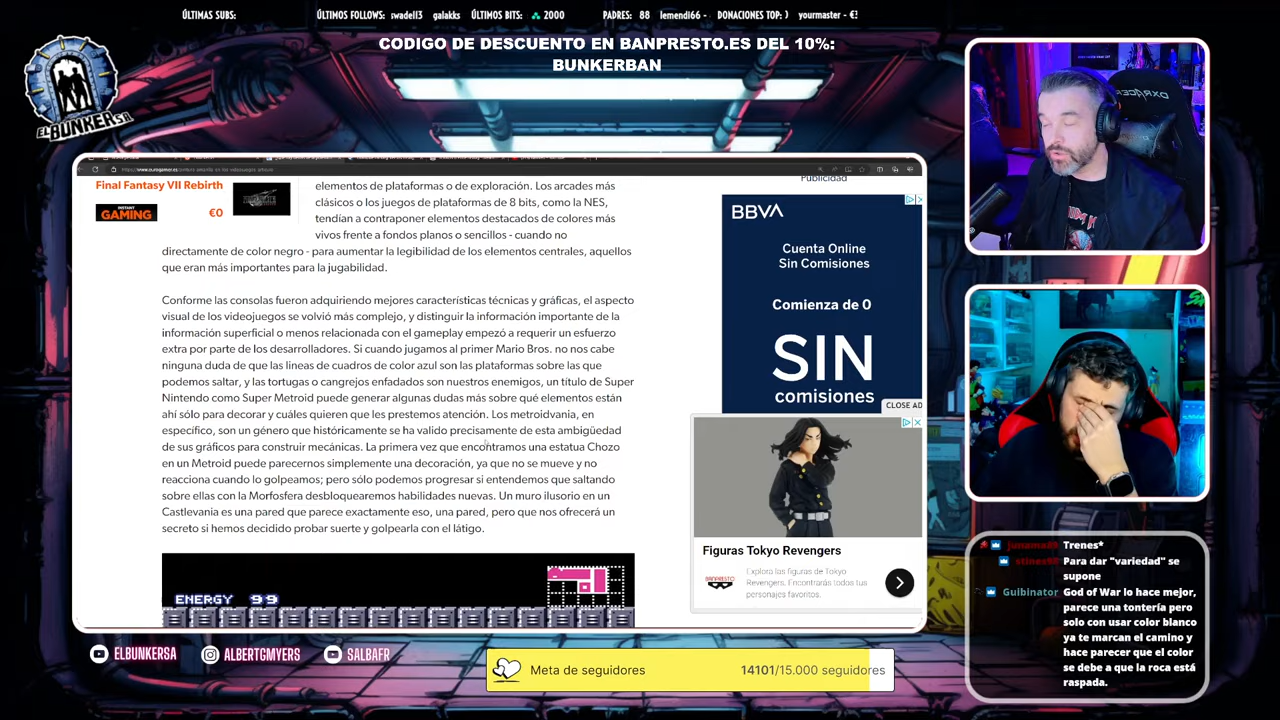 ÚLTIMAS SUBS:
ÚLTIMOS FOLLOWS: swadell3 galakks ÚLTIMOS BITS: 2000
PADRES: 88 lemendi66 - DONACIONES TOP: ) yourmaster - €3
CODIGO DE DESCUENTO EN BANPRESTO.ES DEL 10%:
BUNKERBAN
EL BUNKERSA
Final Fantasy VII Rebirth
INSTANT
GAMING
€0
elementos de plataformas o de exploración. Los arcades más
clásicos o los juegos de plataformas de 8 bits, como la NES,
tendían a contraponer elementos destacados de colores más
vivos frente a fondos planos o sencillos - cuando no
directamente de color negro - para aumentar la legibilidad de los elementos centrales, aquellos
que eran más importantes para la jugabilidad.
Conforme las consolas fueron adquiriendo mejores características técnicas y gráficas, el aspecto
visual de los videojuegos se volvió más complejo, y distinguir la información importante de la
información superficial o menos relacionada con el gameplay empezó a requerir un esfuerzo
extra por parte de los desarrolladores. Si cuando jugamos al primer Mario Bros. no nos cabe
ninguna duda de que las líneas de cuadros de color azul son las plataformas sobre las que
podemos saltar, y las tortugas o cangrejos enfadados son nuestros enemigos, un título de Super
Nintendo como Super Metroid puede generar algunas dudas más sobre qué elementos están
ahí sólo para decorar y cuáles quieren que les prestemos atención. Los metroidvania, en
específico, son un género que históricamente se ha valido precisamente de esta ambigüedad
de sus gráficos para construir mecánicas. La primera vez que encontramos una estatua Chozo
en un Metroid puede parecernos simplemente una decoración, ya que no se mueve y no
reacciona cuando lo golpeamos; pero sólo podemos progresar si entendemos que saltando
sobre ellas con la Morfosfera desbloquearemos habilidades nuevas. Un muro ilusorio en un
Castlevania es una pared que parece exactamente eso, una pared, pero que nos ofrecerá un
secreto si hemos decidido probar suerte y golpearla con el látigo.
ENERGY 99
Publicidad
BBVA
Cuenta Online
Sin Comisiones
Comienza de 0
SIN
comisiones
CLOSE AD
Figuras Tokyo Revengers
BANPRESTO
Explora las figuras de Tokyo
Revengers. Encontrarás todos tus
personajes favoritos.
DXRACER
junama89 Trenes*
stines98 Para dar "variedad" se
supone
Gulbinator God of War lo hace mejor,
parece una tontería pero
solo con usar color blanco
ya te marcan el camino y
hace parecer que el color
se debe a que la roca está
raspada.
ELBUNKERSA
ALBERTGMYERS
SALBAFR
Meta de seguidores 14101/15.000 seguidores